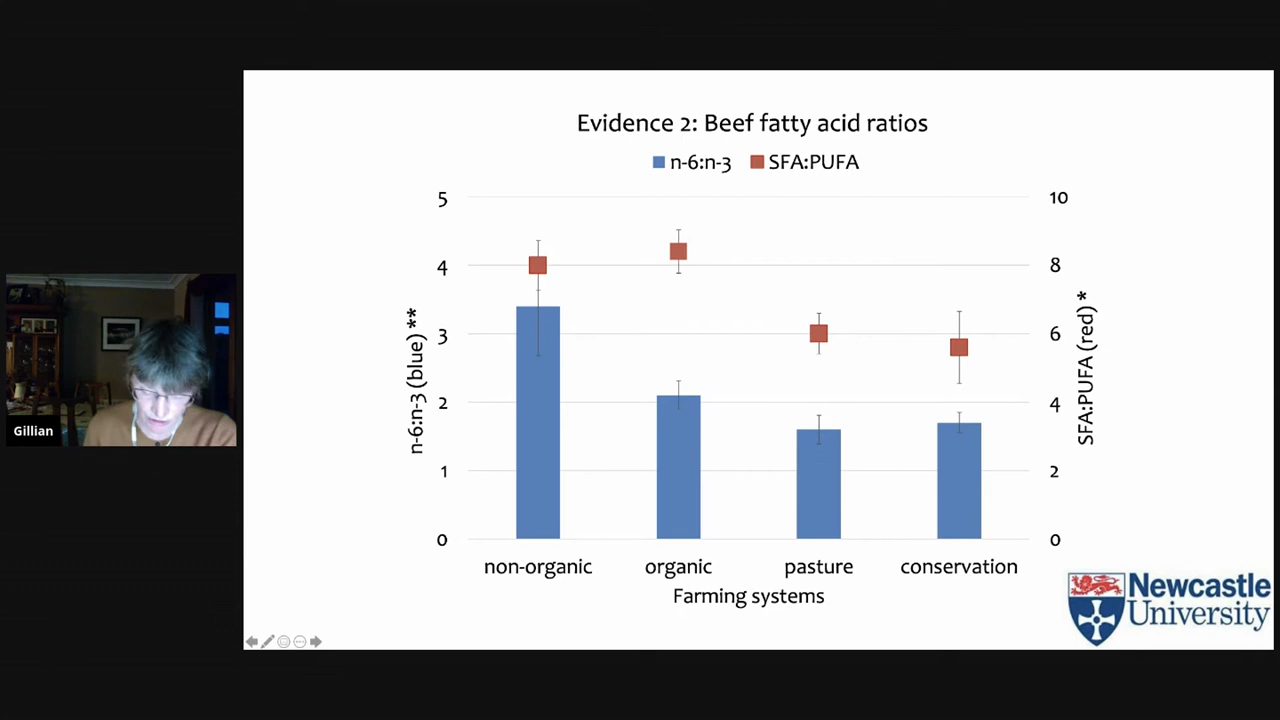 Evidence 2: Beef fatty acid ratios
n-6:n-3 SFA:PUFA
5
4
3
2
1
0
n-6:n-3 (blue) **
10
8
6
4
2
0
SFA:PUFA (red) *
non-organic organic pasture conservation
Farming systems
Gillian
Newcastle
University